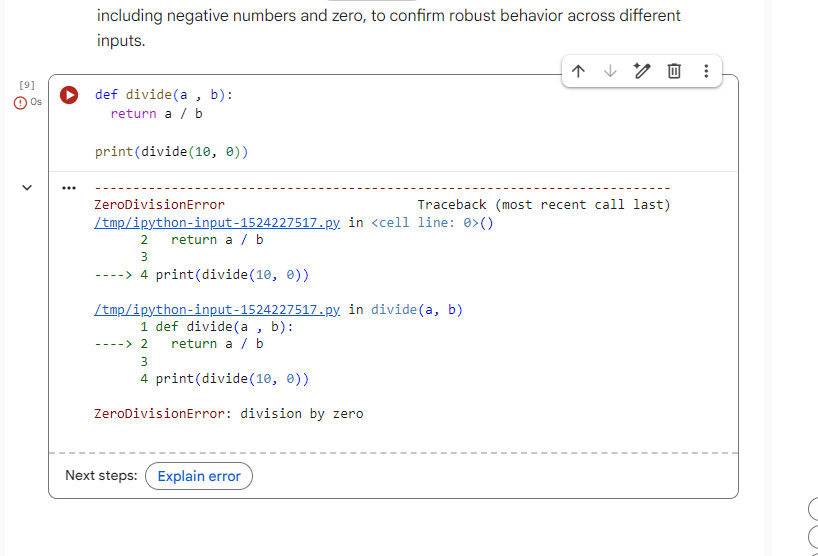 including negative numbers and zero, to confirm robust behavior across different
inputs.
[9]
0s
def divide(a , b):
  return a / b
print(divide(10, 0))
---------------------------------------------------------------------------
ZeroDivisionError                         Traceback (most recent call last)
/tmp/ipython-input-1524227517.py in <cell line: 0>()
      2   return a / b
      3
----> 4 print(divide(10, 0))
/tmp/ipython-input-1524227517.py in divide(a, b)
      1 def divide(a , b):
----> 2   return a / b
      3
      4 print(divide(10, 0))
ZeroDivisionError: division by zero
Next steps: Explain error